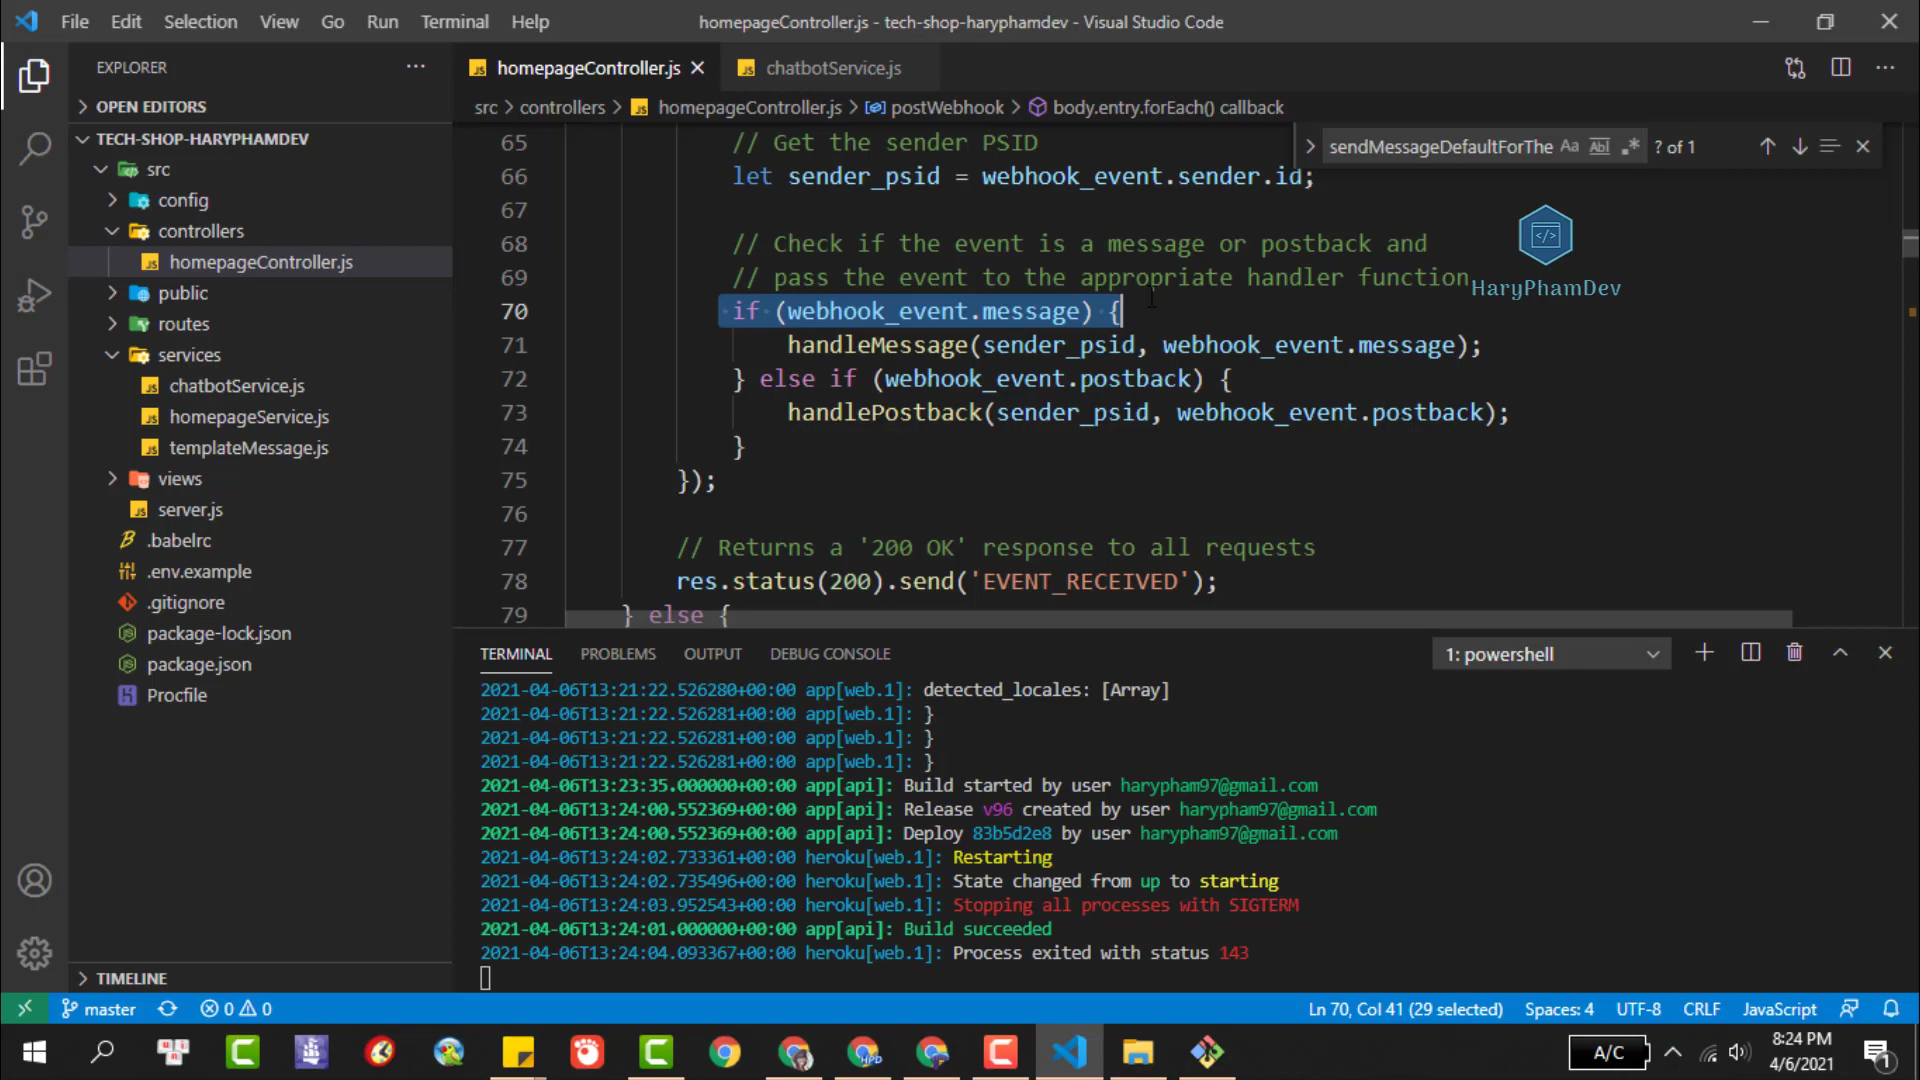 File Edit Selection View Go Run Terminal Help
homepageController.js - tech-shop-haryphamdev - Visual Studio Code
EXPLORER
OPEN EDITORS
TECH-SHOP-HARYPHAMDEV
src
config
controllers
homepageController.js
public
routes
services
chatbotService.js
homepageService.js
templateMessage.js
views
server.js
.babelrc
.env.example
.gitignore
package-lock.json
package.json
Procfile
TIMELINE
homepageController.js
chatbotService.js
src > controllers > homepageController.js > postWebhook > body.entry.forEach() callback
sendMessageDefaultForThe Aa Abl .* ? of 1
65 // Get the sender PSID
66 let sender_psid = webhook_event.sender.id;
67
68 // Check if the event is a message or postback and
69 // pass the event to the appropriate handler function
70 if (webhook_event.message) {
71 handleMessage(sender_psid, webhook_event.message);
72 } else if (webhook_event.postback) {
73 handlePostback(sender_psid, webhook_event.postback);
74 }
75 });
76
77 // Returns a '200 OK' response to all requests
78 res.status(200).send('EVENT_RECEIVED');
79 } else {
</>
HaryPhamDev
TERMINAL PROBLEMS OUTPUT DEBUG CONSOLE
1: powershell
2021-04-06T13:21:22.526280+00:00 app[web.1]: detected_locales: [Array]
2021-04-06T13:21:22.526281+00:00 app[web.1]: }
2021-04-06T13:21:22.526281+00:00 app[web.1]: }
2021-04-06T13:21:22.526281+00:00 app[web.1]: }
2021-04-06T13:23:35.000000+00:00 app[api]: Build started by user harypham97@gmail.com
2021-04-06T13:24:00.552369+00:00 app[api]: Release v96 created by user harypham97@gmail.com
2021-04-06T13:24:00.552369+00:00 app[api]: Deploy 83b5d2e8 by user harypham97@gmail.com
2021-04-06T13:24:02.733361+00:00 heroku[web.1]: Restarting
2021-04-06T13:24:02.735496+00:00 heroku[web.1]: State changed from up to starting
2021-04-06T13:24:03.952543+00:00 heroku[web.1]: Stopping all processes with SIGTERM
2021-04-06T13:24:01.000000+00:00 app[api]: Build succeeded
2021-04-06T13:24:04.093367+00:00 heroku[web.1]: Process exited with status 143
master 0 0
Ln 70, Col 41 (29 selected) Spaces: 4 UTF-8 CRLF JavaScript
A/C
8:24 PM
4/6/2021
1